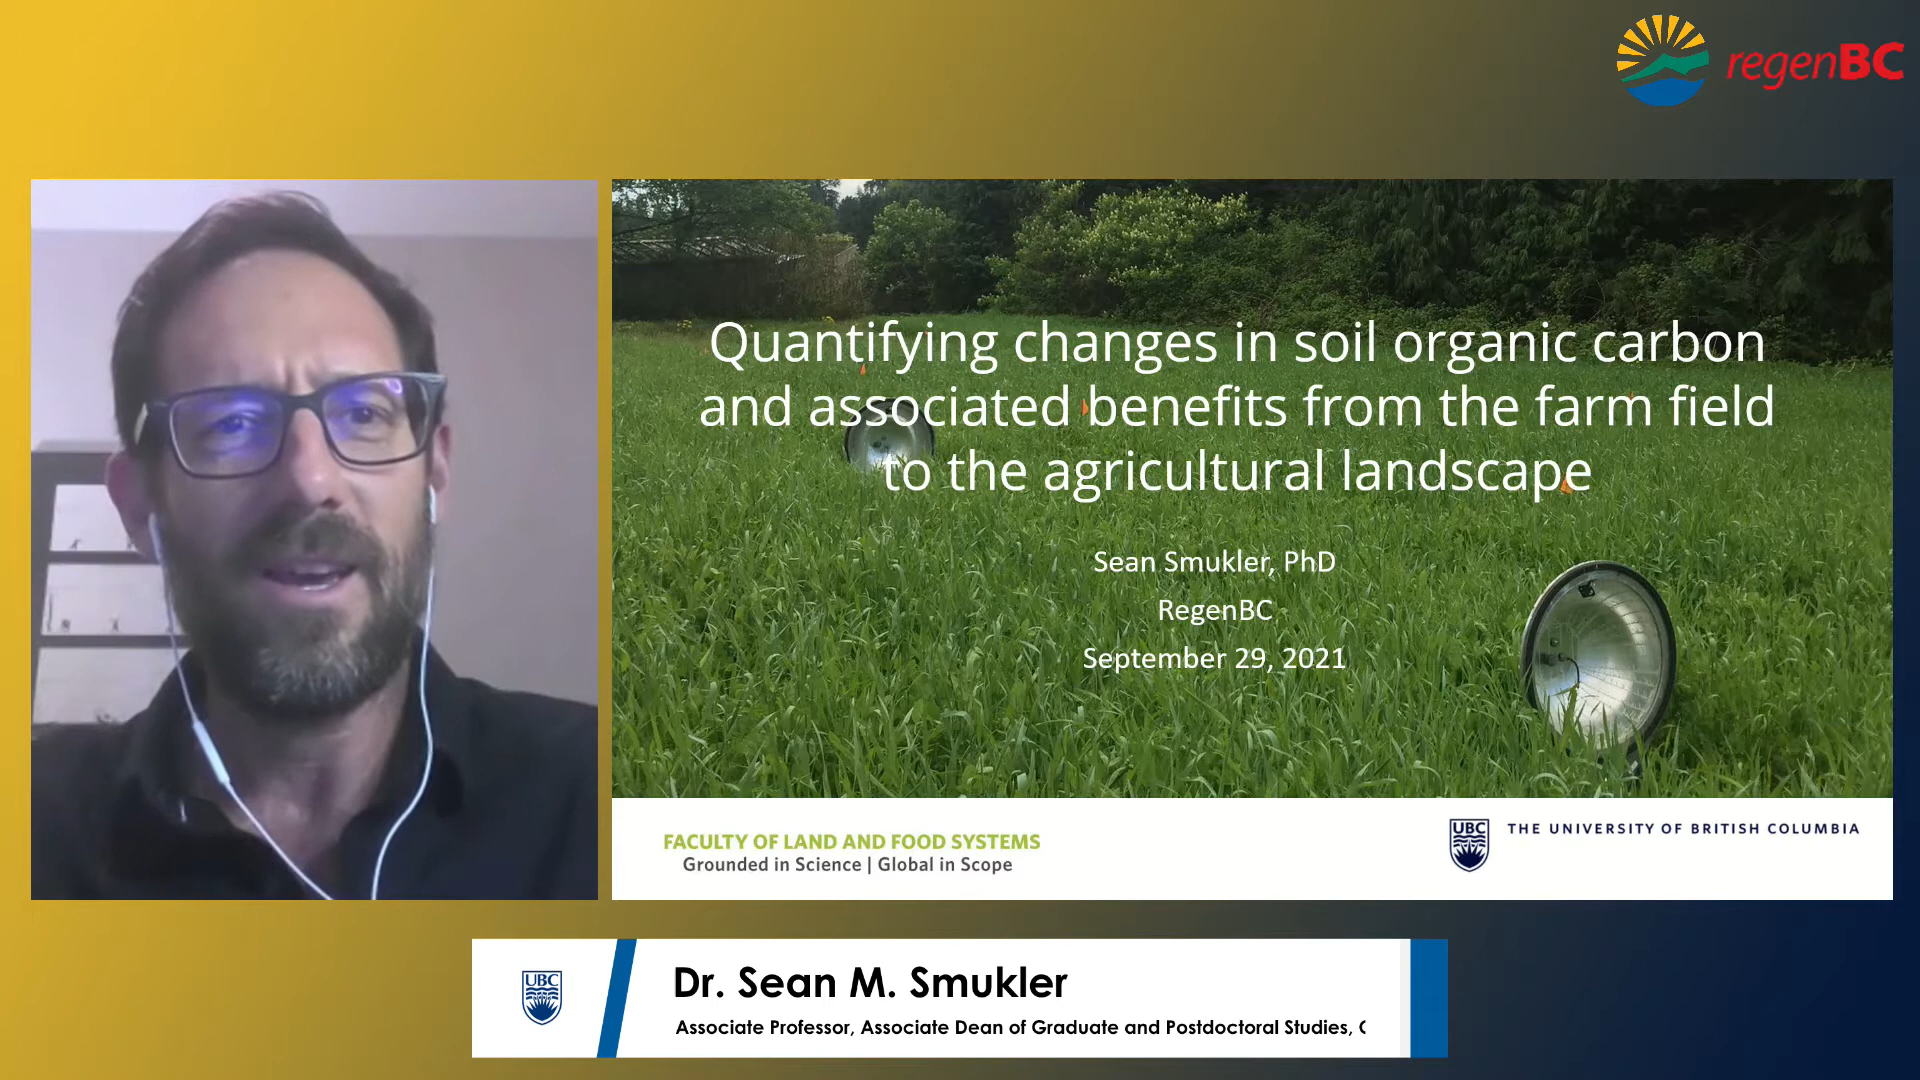 regenBC
Quantifying changes in soil organic carbon
and associated benefits from the farm field
to the agricultural landscape
Sean Smukler, PhD
RegenBC
September 29, 2021
FACULTY OF LAND AND FOOD SYSTEMS
Grounded in Science | Global in Scope
UBC
THE UNIVERSITY OF BRITISH COLUMBIA
UBC
Dr. Sean M. Smukler
Associate Professor, Associate Dean of Graduate and Postdoctoral Studies,